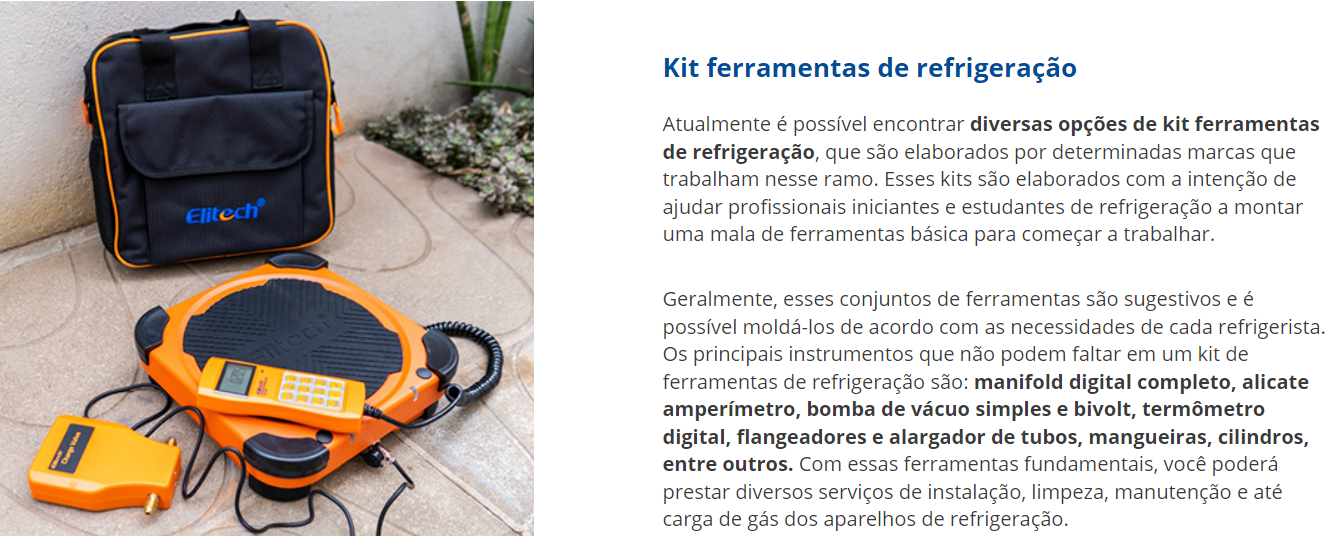 Elitech®
Elitech
Charge Valve
Elitech
Kit ferramentas de refrigeração
Atualmente é possível encontrar diversas opções de kit ferramentas
de refrigeração, que são elaborados por determinadas marcas que
trabalham nesse ramo. Esses kits são elaborados com a intenção de
ajudar profissionais iniciantes e estudantes de refrigeração a montar
uma mala de ferramentas básica para começar a trabalhar.
Geralmente, esses conjuntos de ferramentas são sugestivos e é
possível moldá-los de acordo com as necessidades de cada refrigerista.
Os principais instrumentos que não podem faltar em um kit de
ferramentas de refrigeração são: manifold digital completo, alicate
amperímetro, bomba de vácuo simples e bivolt, termômetro
digital, flangeadores e alargador de tubos, mangueiras, cilindros,
entre outros. Com essas ferramentas fundamentais, você poderá
prestar diversos serviços de instalação, limpeza, manutenção e até
carga de gás dos aparelhos de refrigeração.